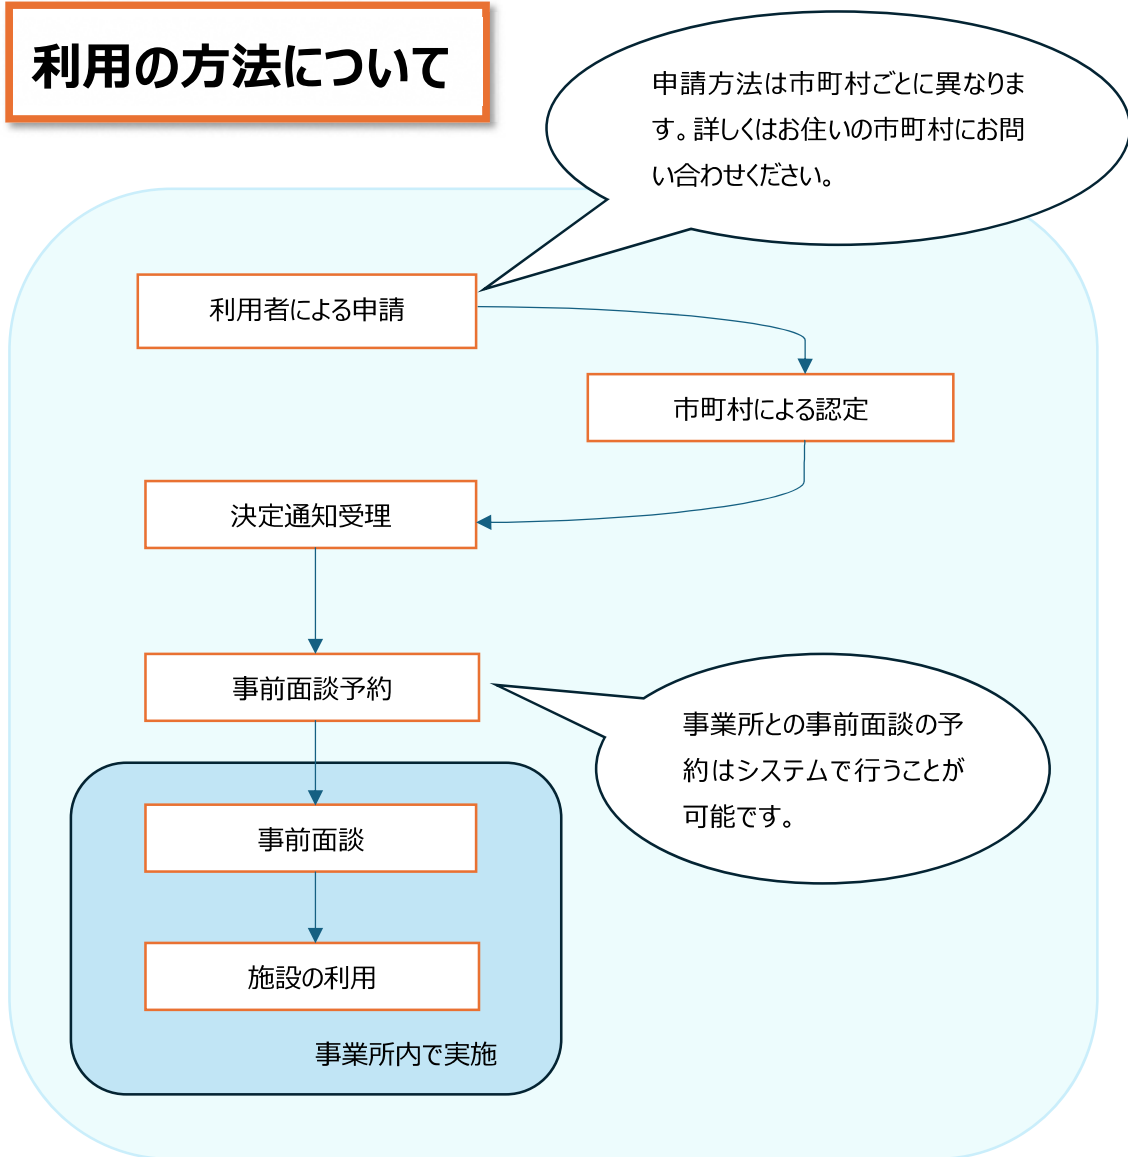 利用の方法について
申請方法は市町村ごとに異なりま
す。詳しくはお住いの市町村にお問
い合わせください。
利用者による申請
市町村による認定
決定通知受理
事前面談予約
事業所との事前面談の予
約はシステムで行うことが
可能です。
事前面談
施設の利用
事業所内で実施